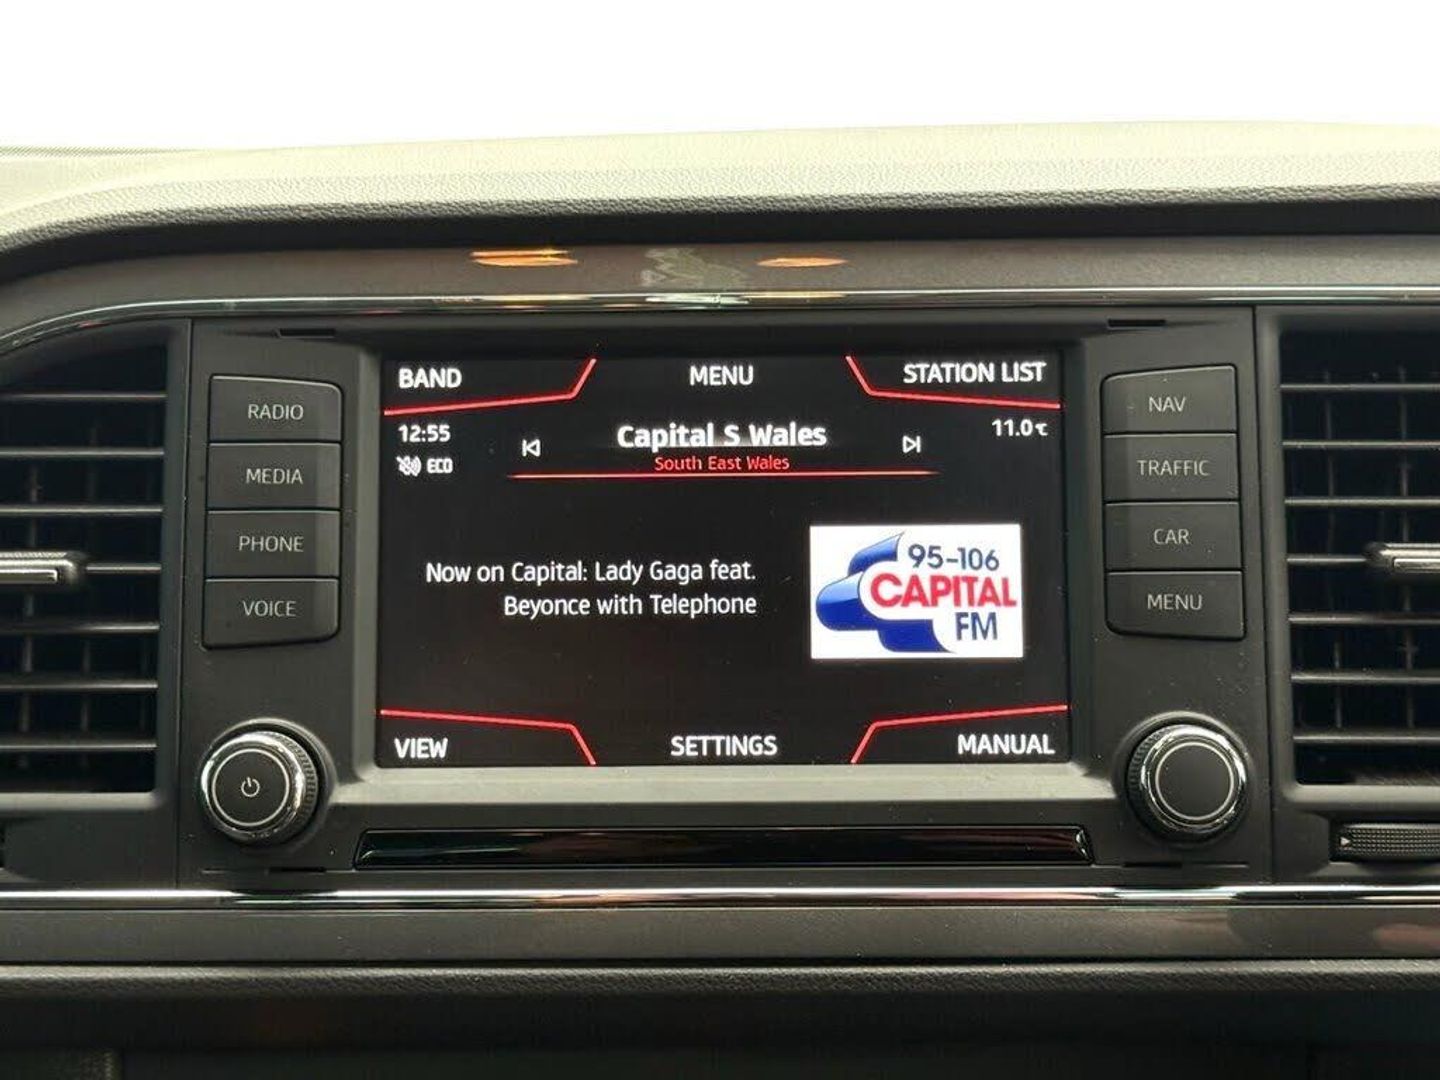 BAND MENU STATION LIST
RADIO
NAV
12:55
Capital S Wales
11.0°C
ECO
South East Wales
MEDIA
TRAFFIC
PHONE
CAR
Now on Capital: Lady Gaga feat.
Beyonce with Telephone
95-106
CAPITAL
FM
VOICE
MENU
VIEW SETTINGS MANUAL